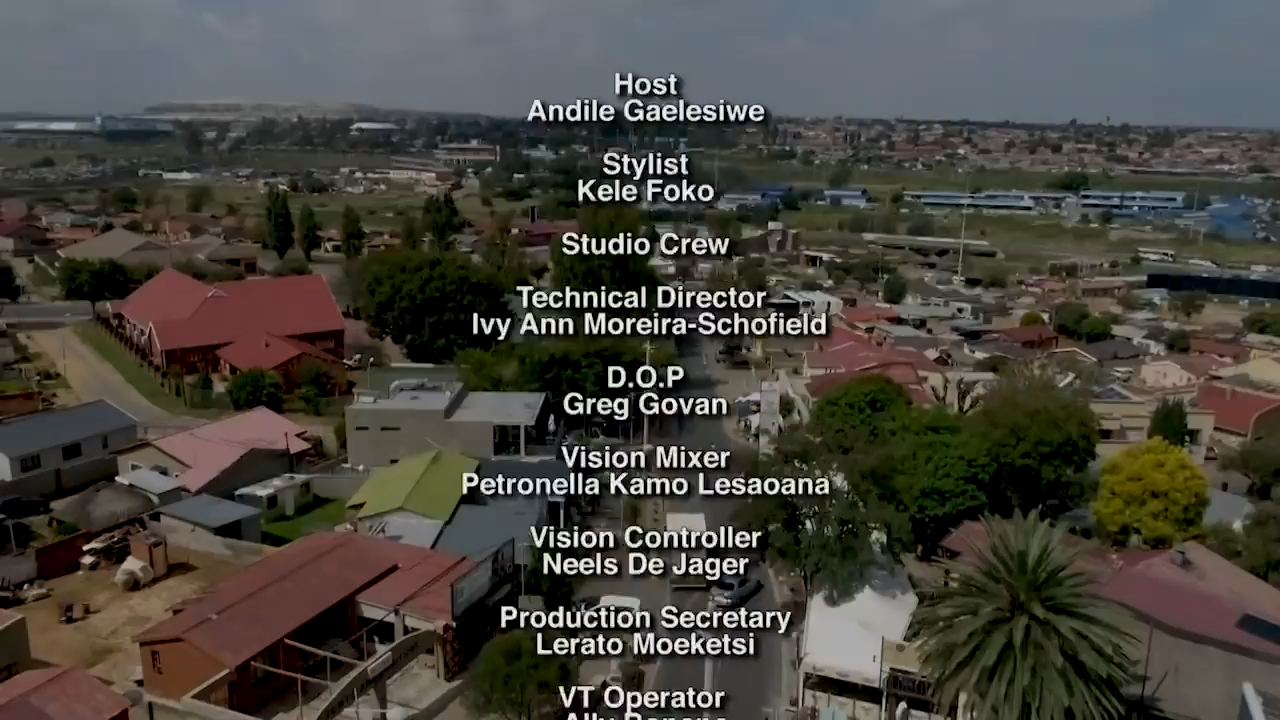 Host
Andile Gaelesiwe
Stylist
Kele Foko
Studio Crew
Technical Director
Ivy Ann Moreira-Schofield
D.O.P
Greg Govan
Vision Mixer
Petronella Kamo Lesaoana
Vision Controller
Neels De Jager
Production Secretary
Lerato Moeketsi
VT Operator